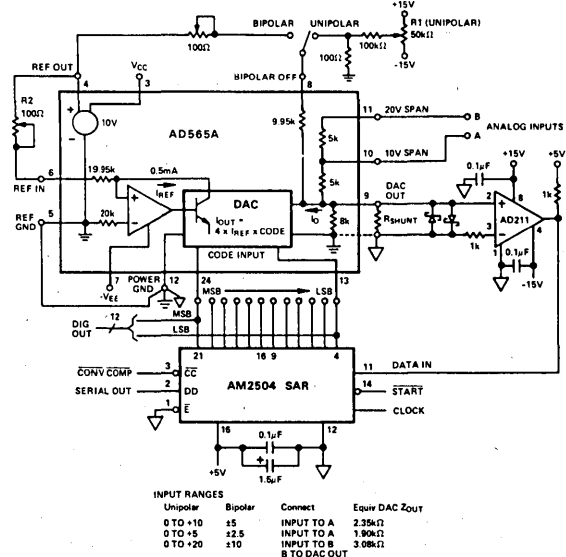 +15V
BIPOLAR
UNIPOLAR
R1 (UNIPOLAR)
50kΩ
100Ω
100kΩ
100Ω
-15V
REF OUT
4
VCC
3
BIPOLAR OFF
8
R2
100Ω
AD565A
9.95k
11
20V SPAN
B
ANALOG INPUTS
A
10V
5k
10
10V SPAN
+15V
+5V
REF IN
6
19.95k
0.5mA
IREF
5k
0.1μF
1k
DAC
9
DAC OUT
2
8
REF GND
5
20k
IOUT =
4 x IREF x CODE
IO
8k
RSHUNT
AD211
3
4
1
1k
CODE INPUT
0.1μF
-15V
7
-VEE
POWER GND
12
24
13
MSB
LSB
MSB
DIG OUT
12
LSB
21
16
9
4
CONV COMP
3
CC
AM2504 SAR
11
DATA IN
SERIAL OUT
2
DD
14
START
1
E
CLOCK
16
12
0.1μF
+5V
+
1.5μF
INPUT RANGES
Unipolar Bipolar Connect Equiv DAC ZOUT
0 TO +10 ±5 INPUT TO A 2.35kΩ
0 TO +5 ±2.5 INPUT TO A 1.90kΩ
0 TO +20 ±10 INPUT TO B 3.08kΩ
B TO DAC OUT